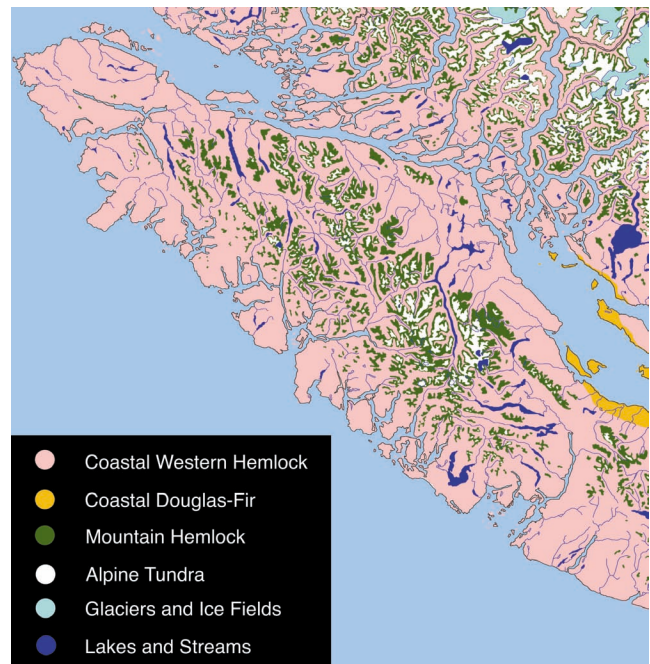 Coastal Western Hemlock
Coastal Douglas-Fir
Mountain Hemlock
Alpine Tundra
Glaciers and Ice Fields
Lakes and Streams